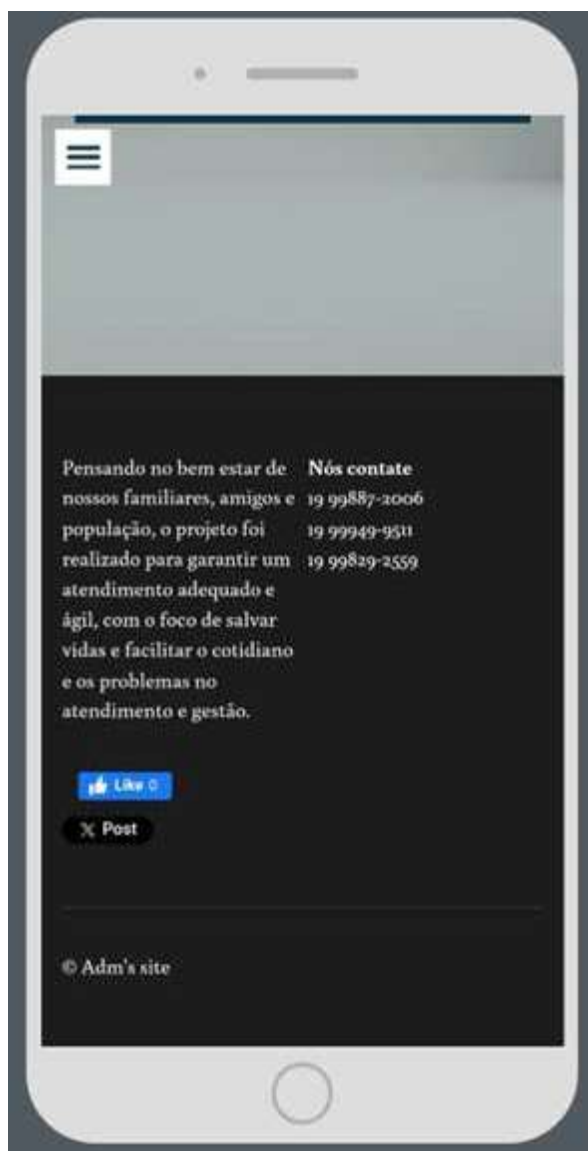 Pensando no bem estar de
nossos familiares, amigos e
população, o projeto foi
realizado para garantir um
atendimento adequado e
ágil, com o foco de salvar
vidas e facilitar o cotidiano
e os problemas no
atendimento e gestão.
Nós contate
19 99887-2006
19 99949-9511
19 99829-2559
Like 0
X Post
© Adm's site